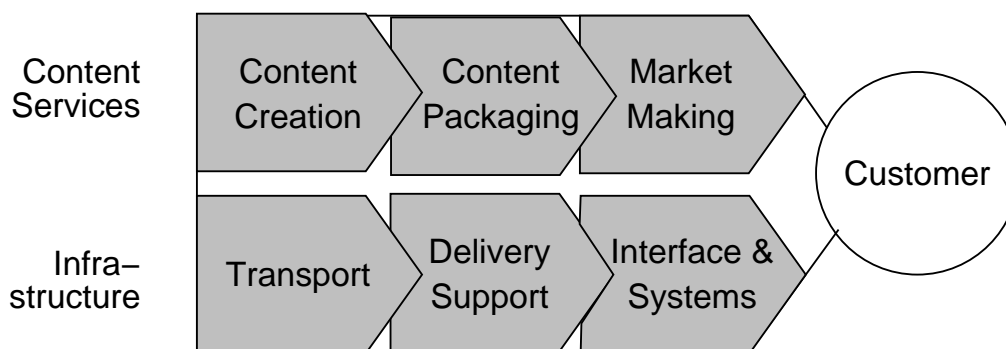 Content
Services
Content
Creation
Content
Packaging
Market
Making
Customer
Infra–
structure
Transport
Delivery
Support
Interface &
Systems